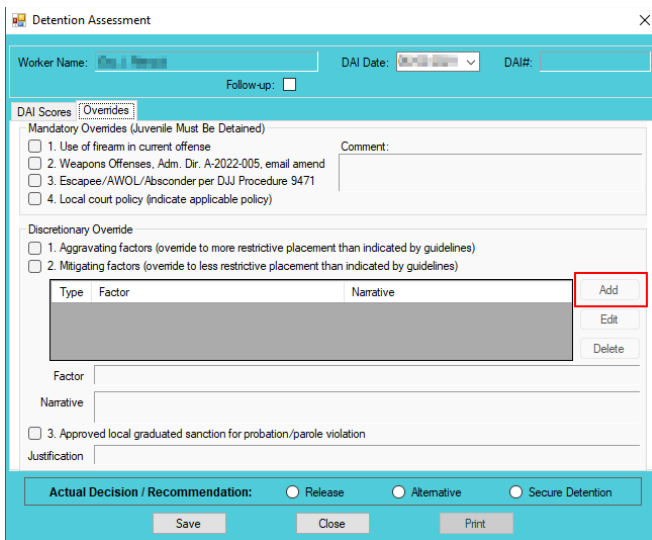 Detention Assessment
Worker Name: DAI Date: DAI#:
Follow-up:
DAI Scores Overrides
Mandatory Overrides (Juvenile Must Be Detained)
1. Use of firearm in current offense Comment:
2. Weapons Offenses, Adm. Dir. A-2022-005, email amend
3. Escapee/AWOL/Absconder per DJJ Procedure 9471
4. Local court policy (indicate applicable policy)
Discretionary Override
1. Aggravating factors (override to more restrictive placement than indicated by guidelines)
2. Mitigating factors (override to less restrictive placement than indicated by guidelines)
Type Factor Narrative Add
Edit
Delete
Factor
Narrative
3. Approved local graduated sanction for probation/parole violation
Justification
Actual Decision / Recommendation: Release Alternative Secure Detention
Save Close Print